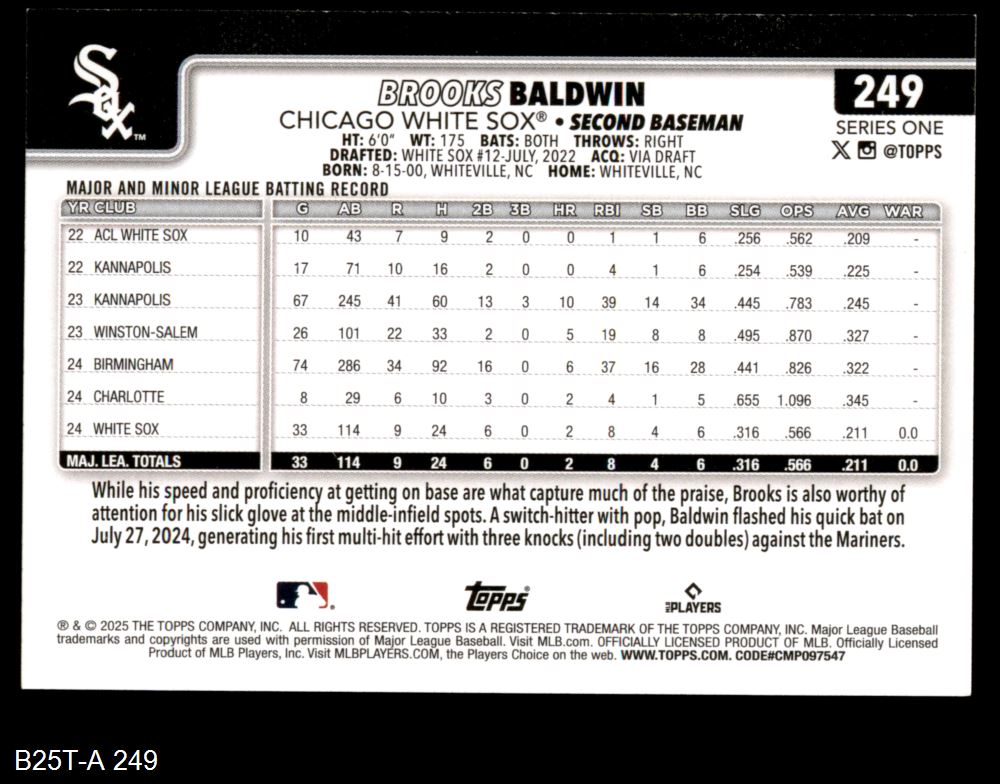 Sox TM
BROOKS BALDWIN
249
CHICAGO WHITE SOX® • SECOND BASEMAN
SERIES ONE
HT: 6'0" WT: 175 BATS: BOTH THROWS: RIGHT
DRAFTED: WHITE SOX #12-JULY, 2022 ACQ: VIA DRAFT
X @TOPPS
BORN: 8-15-00, WHITEVILLE, NC HOME: WHITEVILLE, NC
MAJOR AND MINOR LEAGUE BATTING RECORD
YR CLUB G AB R H 2B 3B HR RBI SB BB SLG OPS AVG WAR
22 ACL WHITE SOX 10 43 7 9 2 0 0 1 1 6 .256 .562 .209 -
22 KANNAPOLIS 17 71 10 16 2 0 0 4 1 6 .254 .539 .225 -
23 KANNAPOLIS 67 245 41 60 13 3 10 39 14 34 .445 .783 .245 -
23 WINSTON-SALEM 26 101 22 33 2 0 5 19 8 8 .495 .870 .327 -
24 BIRMINGHAM 74 286 34 92 16 0 6 37 16 28 .441 .826 .322 -
24 CHARLOTTE 8 29 6 10 3 0 2 4 1 5 .655 1.096 .345 -
24 WHITE SOX 33 114 9 24 6 0 2 8 4 6 .316 .566 .211 0.0
MAJ. LEA. TOTALS 33 114 9 24 6 0 2 8 4 6 .316 .566 .211 0.0
While his speed and proficiency at getting on base are what capture much of the praise, Brooks is also worthy of
attention for his slick glove at the middle-infield spots. A switch-hitter with pop, Baldwin flashed his quick bat on
July 27, 2024, generating his first multi-hit effort with three knocks (including two doubles) against the Mariners.
Topps® PLAYERS
® & © 2025 THE TOPPS COMPANY, INC. ALL RIGHTS RESERVED. TOPPS IS A REGISTERED TRADEMARK OF THE TOPPS COMPANY, INC. Major League Baseball
trademarks and copyrights are used with permission of Major League Baseball. Visit MLB.com. OFFICIALLY LICENSED PRODUCT OF MLB. Officially Licensed
Product of MLB Players, Inc. Visit MLBPLAYERS.COM, the Players Choice on the web. WWW.TOPPS.COM. CODE#CMP097547
B25T-A 249